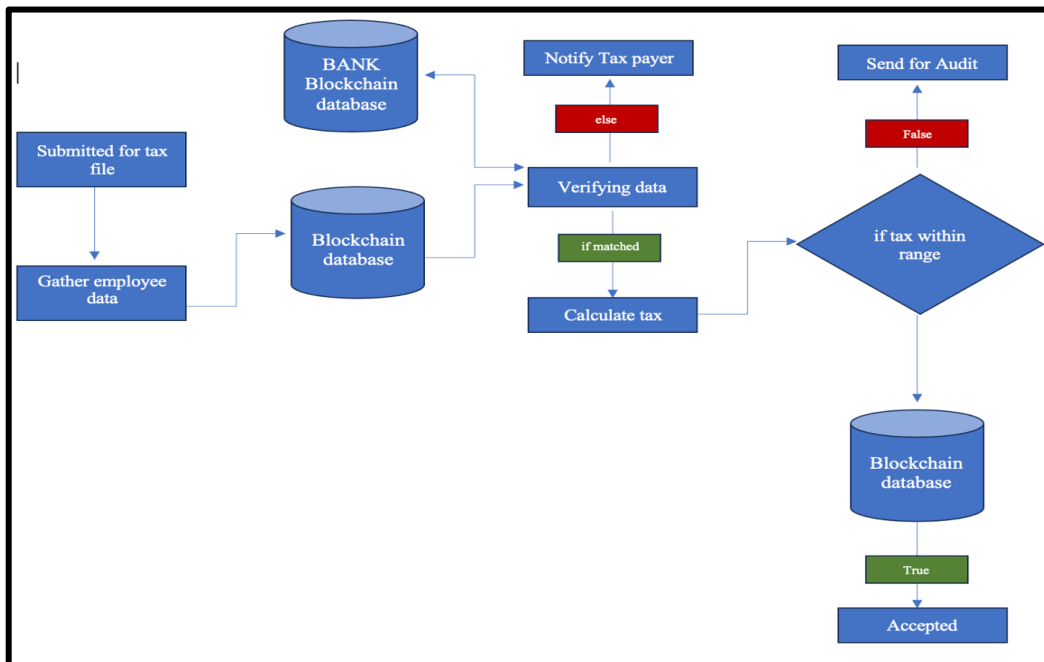 BANK
Blockchain
database
Notify Tax payer
Send for Audit
else
False
Submitted for tax
file
Verifying data
Blockchain
database
if matched
if tax within
range
Gather employee
data
Calculate tax
Blockchain
database
True
Accepted